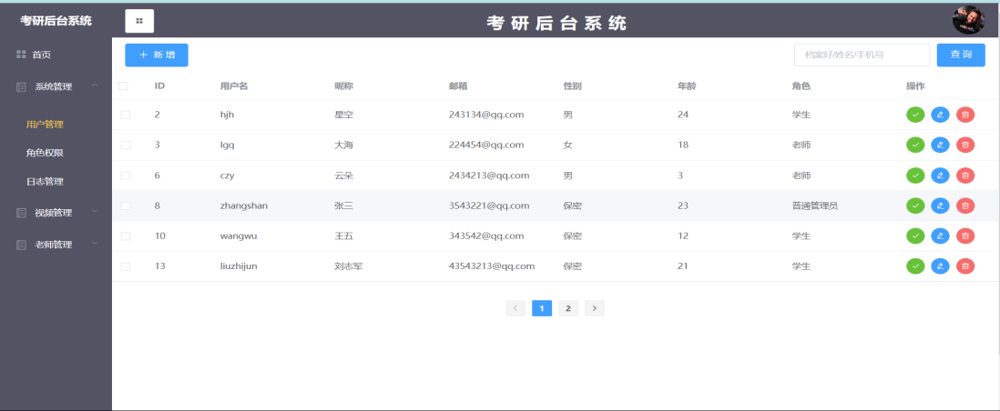 考研后台系统
考研后台系统
首页
系统管理
用户管理
角色权限
日志管理
视频管理
老师管理
+ 新增
档案好/姓名/手机号
查询
ID 用户名 昵称 邮箱 性别 年龄 角色 操作
2 hjh 星空 243134@qq.com 男 24 学生
3 lgq 大海 224454@qq.com 女 18 老师
6 czy 云朵 2434213@qq.com 男 3 老师
8 zhangshan 张三 3543221@qq.com 保密 23 普通管理员
10 wangwu 王五 343542@qq.com 保密 12 学生
13 liuzhijun 刘志军 43543213@qq.com 保密 21 学生
< 1 2 >